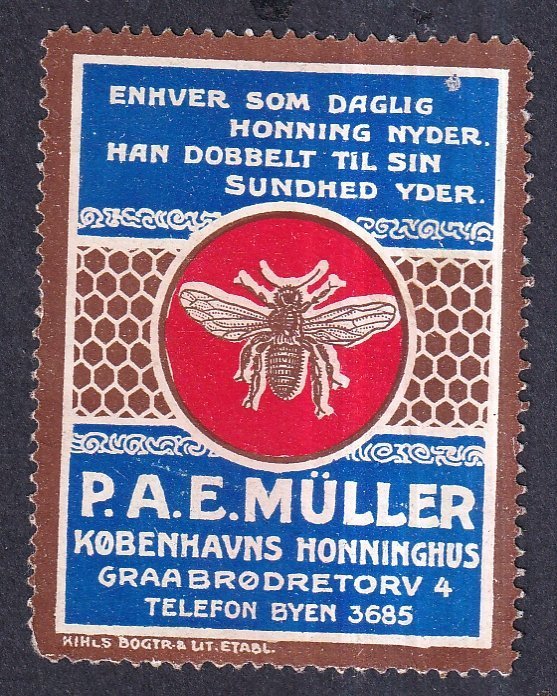 ENHVER SOM DAGLIG
HONNING NYDER.
HAN DOBBELT TIL SIN
SUNDHED YDER.
P. A. E. MÜLLER
KØBENHAVNS HONNINGHUS
GRAABRØDRETORV 4
TELEFON BYEN 3685
KIHLS BOGTR. & LIT. ETABL.